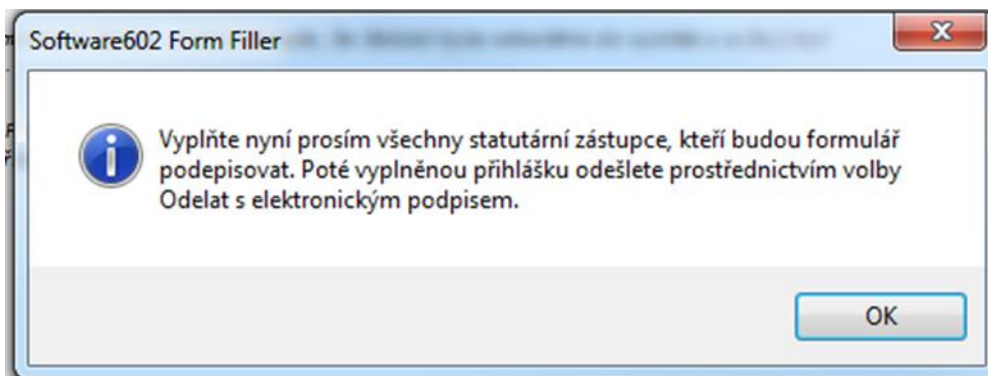 Software602 Form Filler
Vyplňte nyní prosím všechny statutární zástupce, kteří budou formulář
podepisovat. Poté vyplněnou přihlášku odešlete prostřednictvím volby
Odelat s elektronickým podpisem.
OK